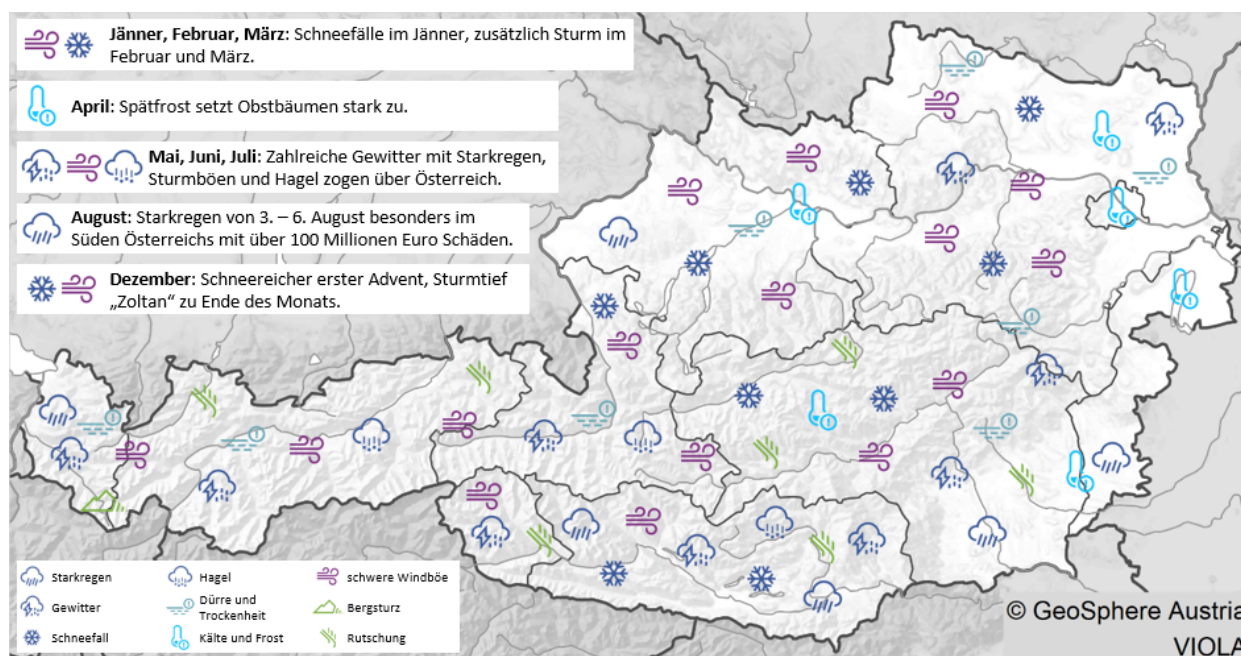 Jänner, Februar, März: Schneefälle im Jänner, zusätzlich Sturm im
Februar und März.
April: Spätfrost setzt Obstbäumen stark zu.
Mai, Juni, Juli: Zahlreiche Gewitter mit Starkregen,
Sturmböen und Hagel zogen über Österreich.
August: Starkregen von 3. – 6. August besonders im
Süden Österreichs mit über 100 Millionen Euro Schäden.
Dezember: Schneereicher erster Advent, Sturmtief
„Zoltan“ zu Ende des Monats.
Starkregen
Hagel
schwere Windböe
Gewitter
Dürre und
Trockenheit
Bergsturz
Schneefall
Kälte und Frost
Rutschung
© GeoSphere Austria
VIOLA